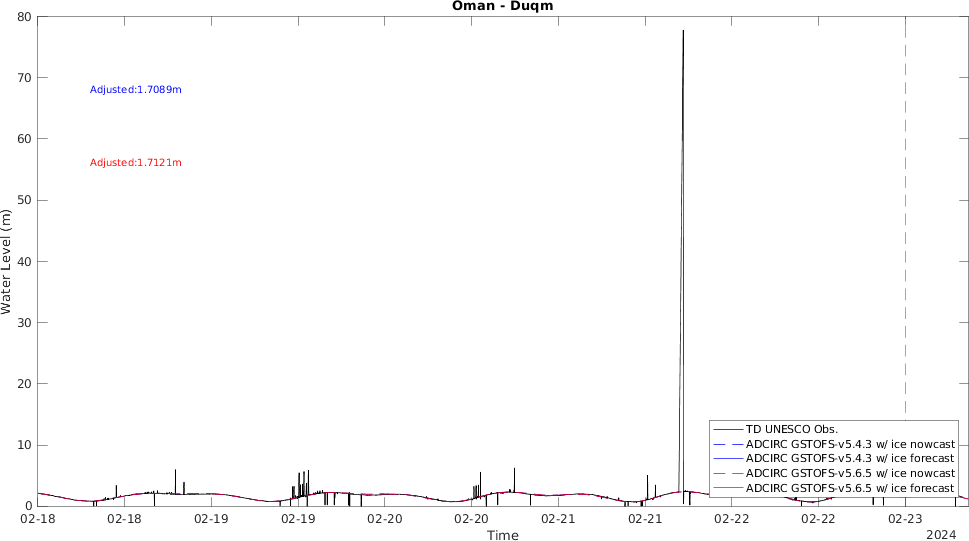 Oman - Duqm
80
70
60
50
40
30
20
10
0
Water Level (m)
Adjusted:1.7089m
Adjusted:1.7121m
TD UNESCO Obs.
ADCIRC GSTOFS-v5.4.3 w/ ice nowcast
ADCIRC GSTOFS-v5.4.3 w/ ice forecast
ADCIRC GSTOFS-v5.6.5 w/ ice nowcast
ADCIRC GSTOFS-v5.6.5 w/ ice forecast
02-18 02-18 02-19 02-19 02-20 02-20 02-21 02-21 02-22 02-22 02-23
Time
2024